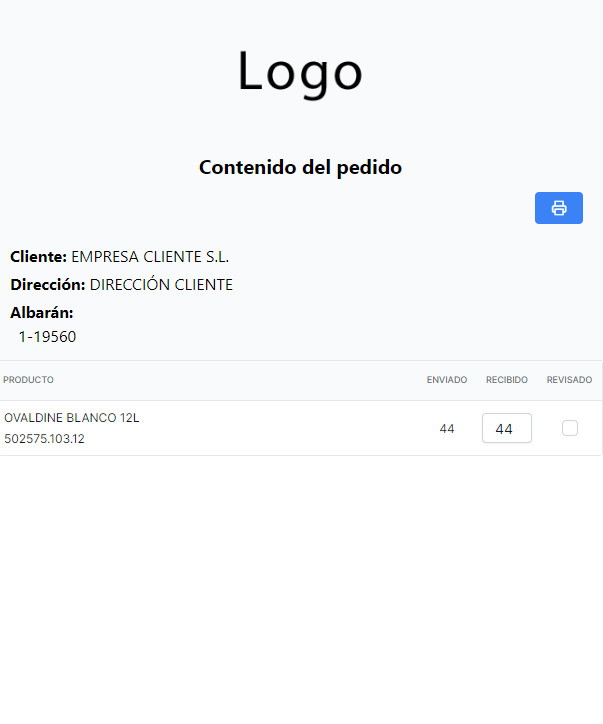 Logo
Contenido del pedido
Cliente: EMPRESA CLIENTE S.L.
Dirección: DIRECCIÓN CLIENTE
Albarán:
1-19560
PRODUCTO ENVIADO RECIBIDO REVISADO
OVALDINE BLANCO 12L
502575.103.12
44 44